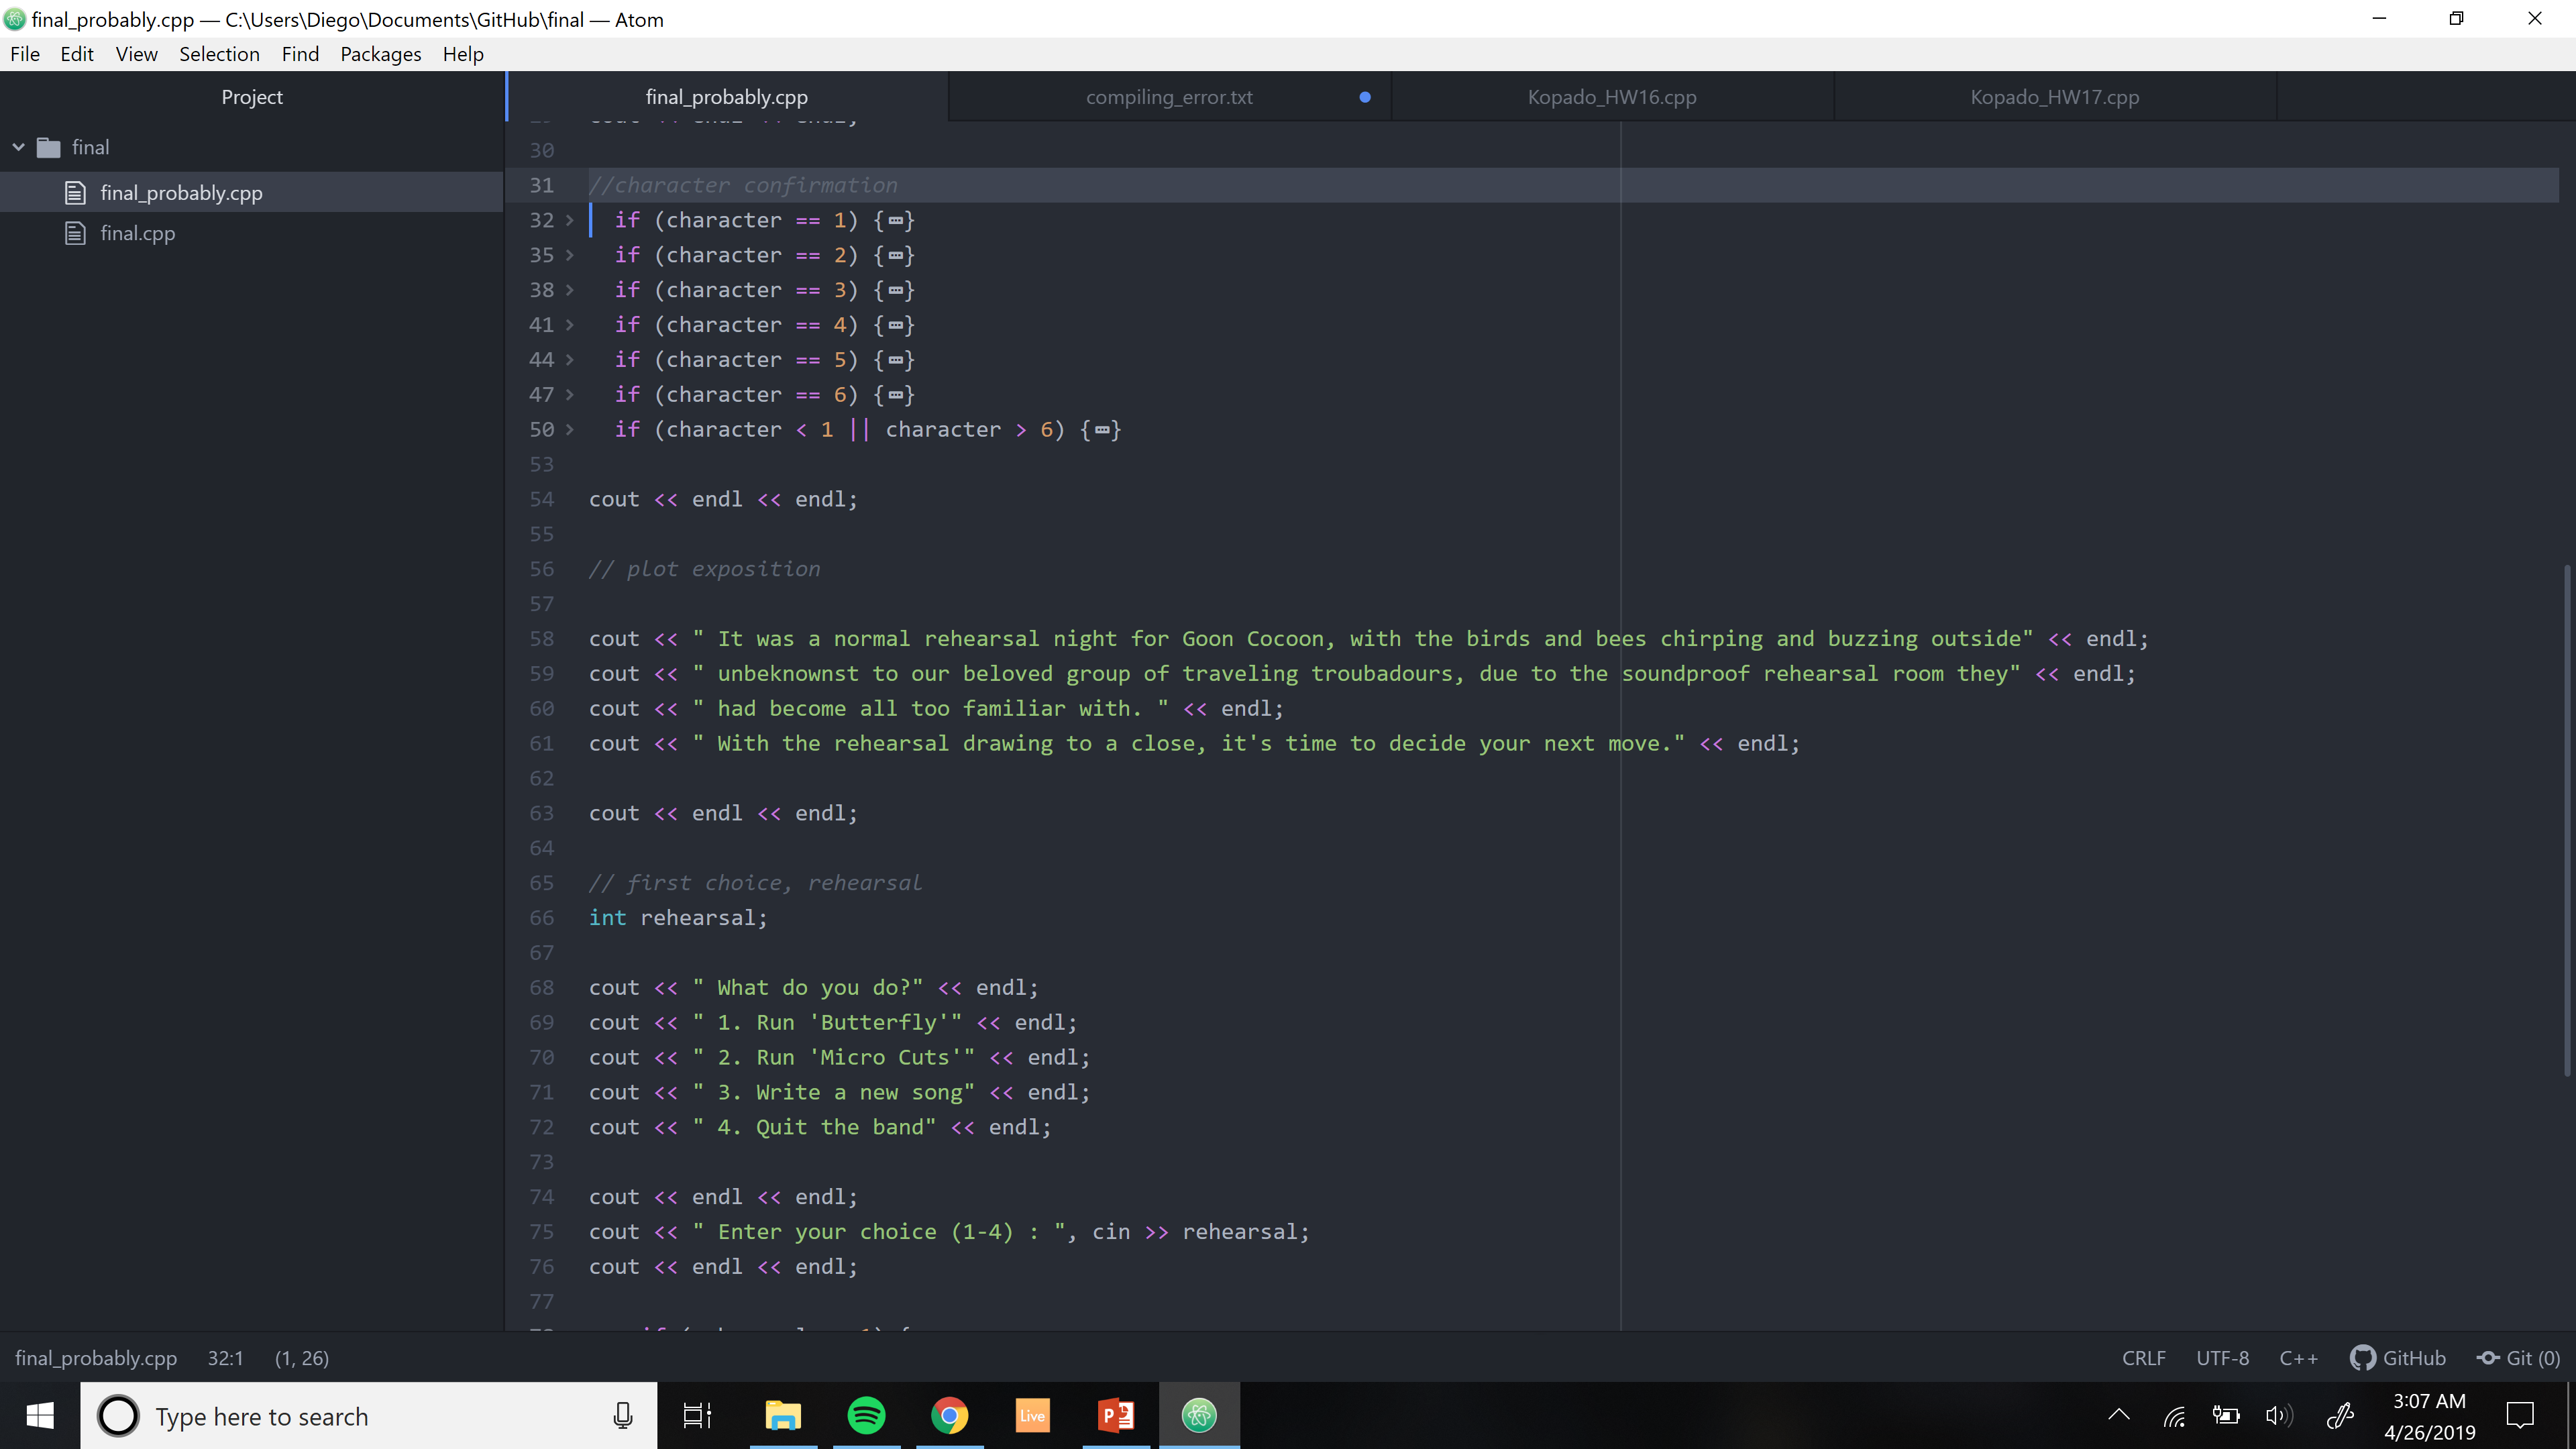 final_probably.cpp — C:\Users\Diego\Documents\GitHub\final — Atom
File Edit View Selection Find Packages Help
Project
final_probably.cpp
compiling_error.txt
Kopado_HW16.cpp
Kopado_HW17.cpp
final
final_probably.cpp
final.cpp
29 cout << endl << endl;
30
31 //character confirmation
32 if (character == 1) {…}
35 if (character == 2) {…}
38 if (character == 3) {…}
41 if (character == 4) {…}
44 if (character == 5) {…}
47 if (character == 6) {…}
50 if (character < 1 || character > 6) {…}
53
54 cout << endl << endl;
55
56 // plot exposition
57
58 cout << " It was a normal rehearsal night for Goon Cocoon, with the birds and bees chirping and buzzing outside" << endl;
59 cout << " unbeknownst to our beloved group of traveling troubadours, due to the soundproof rehearsal room they" << endl;
60 cout << " had become all too familiar with. " << endl;
61 cout << " With the rehearsal drawing to a close, it's time to decide your next move." << endl;
62
63 cout << endl << endl;
64
65 // first choice, rehearsal
66 int rehearsal;
67
68 cout << " What do you do?" << endl;
69 cout << " 1. Run 'Butterfly'" << endl;
70 cout << " 2. Run 'Micro Cuts'" << endl;
71 cout << " 3. Write a new song" << endl;
72 cout << " 4. Quit the band" << endl;
73
74 cout << endl << endl;
75 cout << " Enter your choice (1-4) : ", cin >> rehearsal;
76 cout << endl << endl;
77
final_probably.cpp 32:1 (1, 26)
CRLF UTF-8 C++ GitHub Git (0)
Type here to search
Live
3:07 AM
4/26/2019